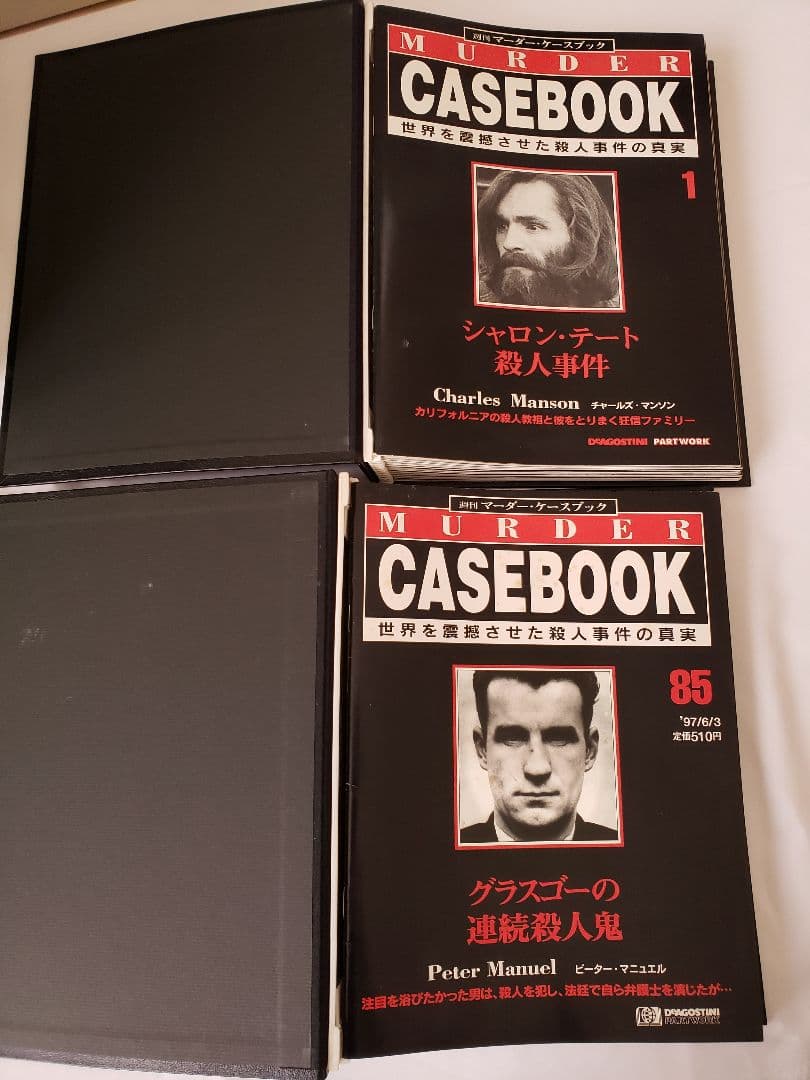 週刊 マーダー・ケースブック
MURDER
CASEBOOK
世界を震撼させた殺人事件の真実
1
シャロン・テート
殺人事件
Charles Manson チャールズ・マンソン
カリフォルニアの殺人教祖と彼をとりまく狂信ファミリー
DEAGOSTINI PARTWORK
週刊 マーダー・ケースブック
MURDER
CASEBOOK
世界を震撼させた殺人事件の真実
85
'97/6/3
定価510円
グラスゴーの
連続殺人鬼
Peter Manuel ピーター・マニュエル
注目を浴びたかった男は、殺人を犯し、法廷で自ら弁護士を演じたが…
DEAGOSTINI
PARTWORK